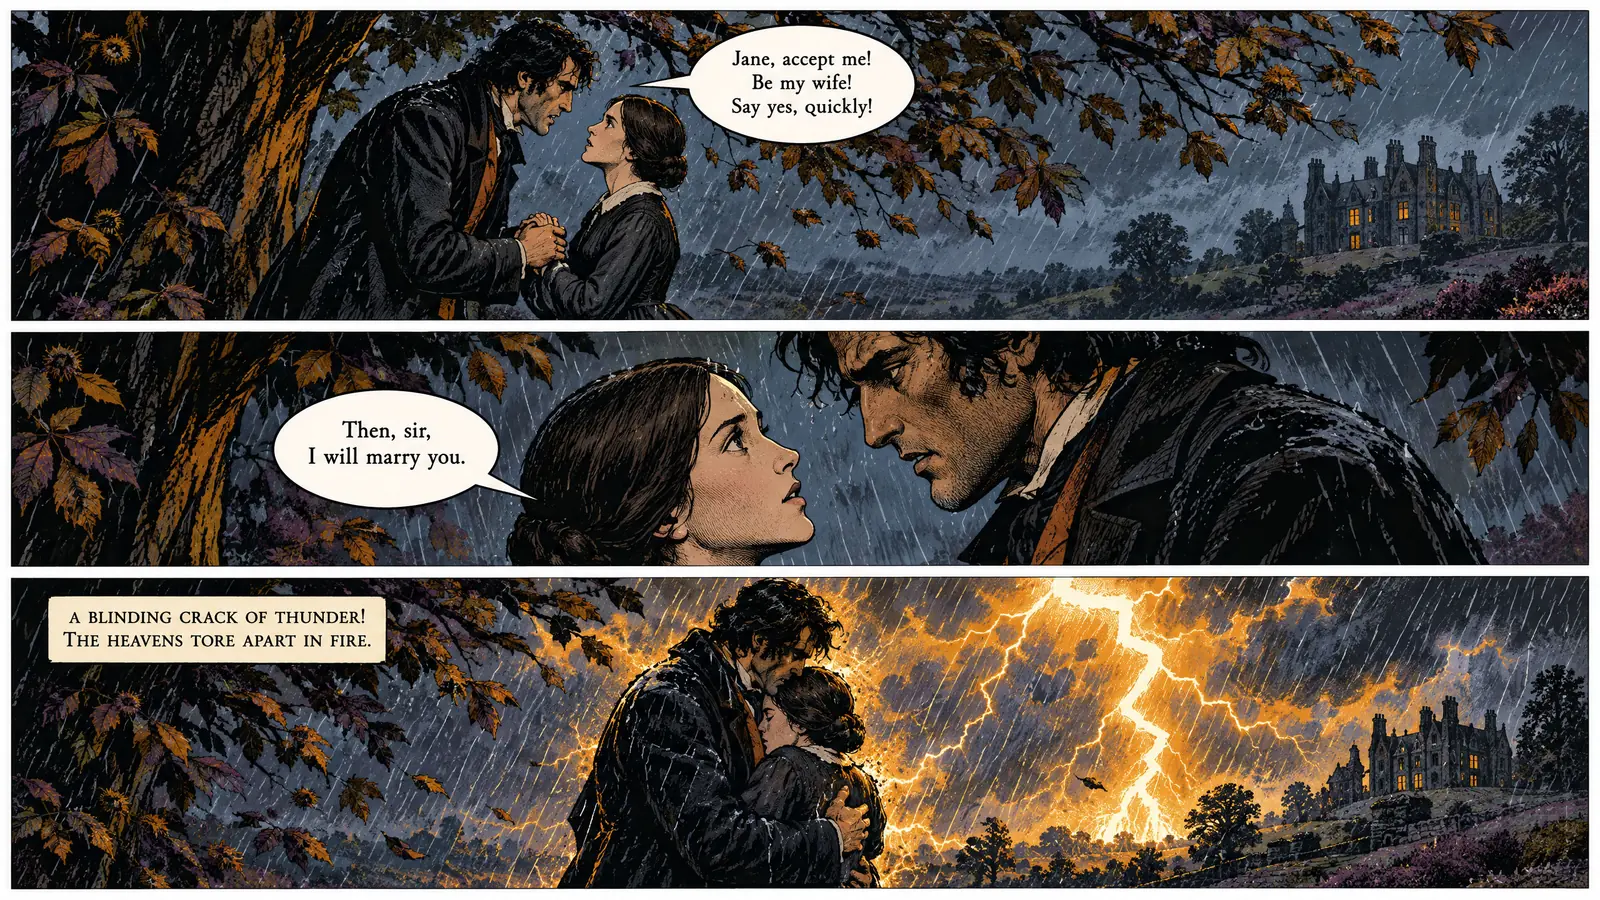 Jane, accept me!
Be my wife!
Say yes, quickly!
Then, sir,
I will marry you.
A BLINDING CRACK OF THUNDER!
THE HEAVENS TORE APART IN FIRE.